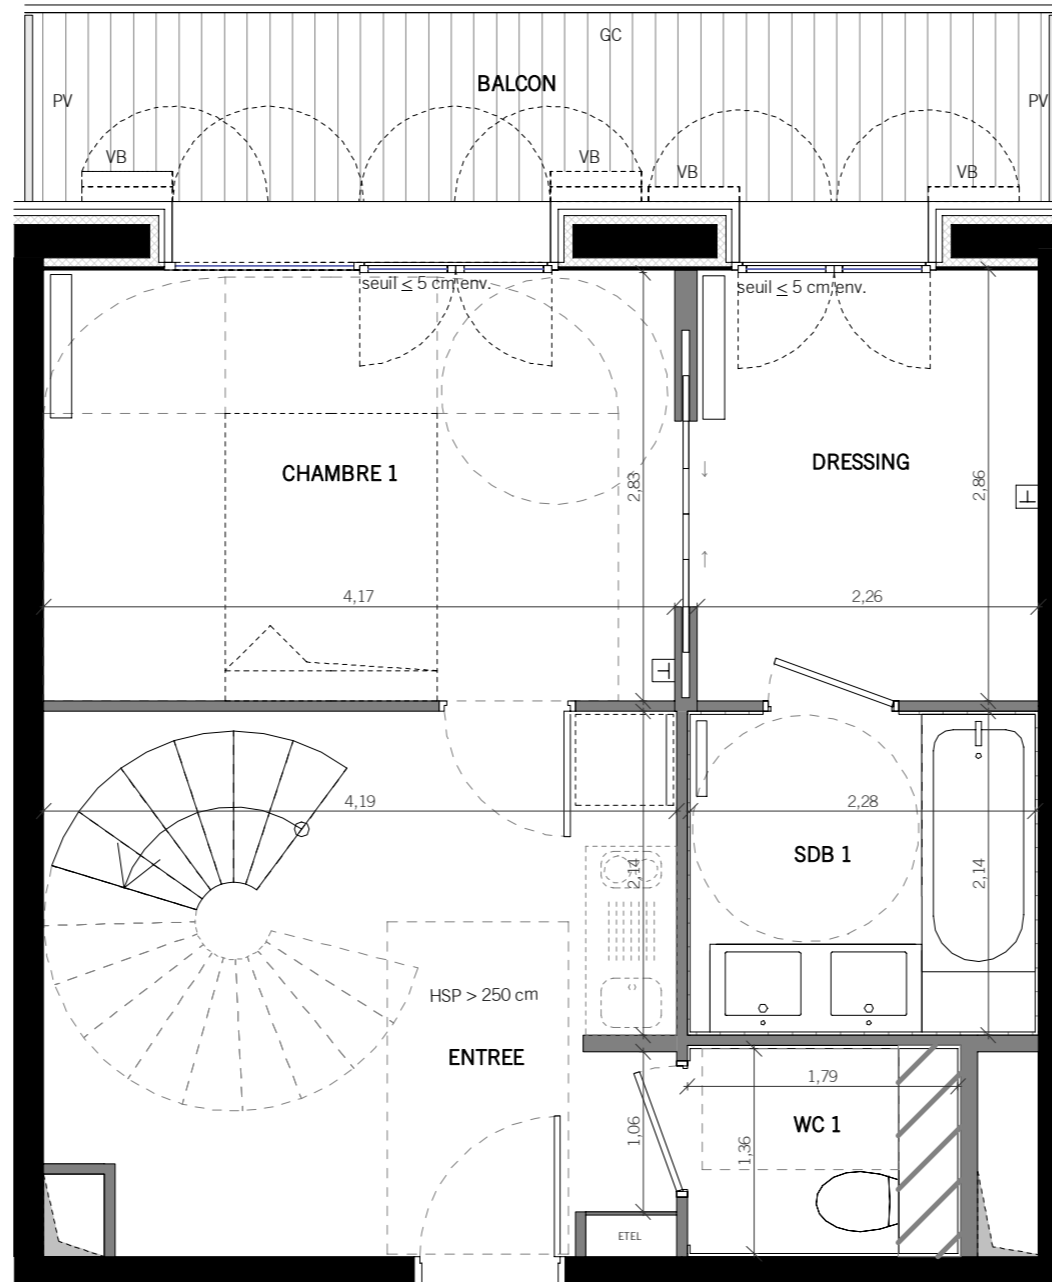 GC
BALCON
PV
PV
VB
VB
VB
VB
seuil ≤ 5 cm env.
seuil ≤ 5 cm env.
CHAMBRE 1
DRESSING
2,83
2,86
4,17
2,26
4,19
2,28
2,14
SDB 1
2,14
HSP > 250 cm
ENTREE
1,79
1,06
1,36
WC 1
ETEL